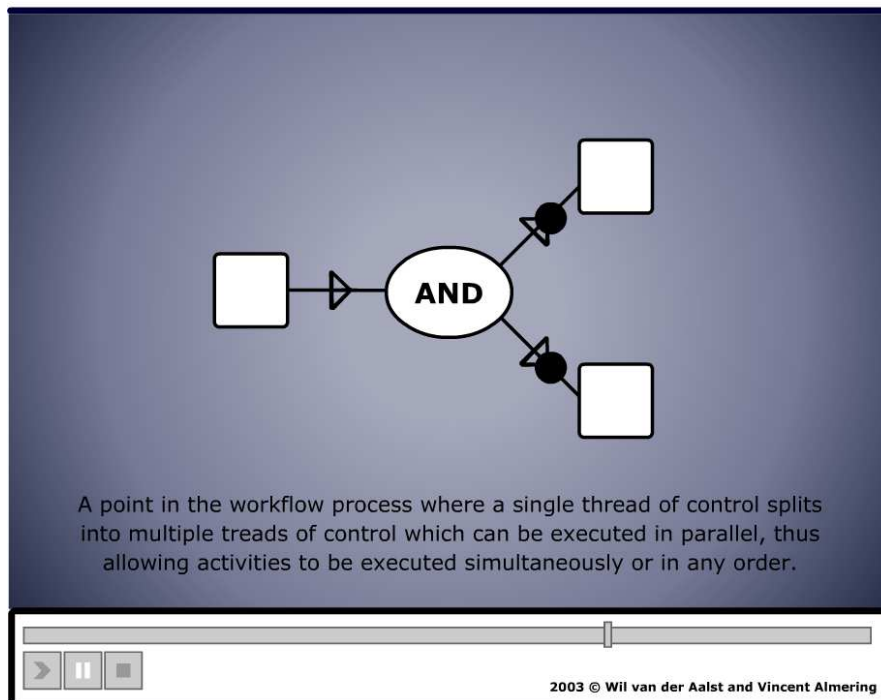 AND
A point in the workflow process where a single thread of control splits
into multiple treads of control which can be executed in parallel, thus
allowing activities to be executed simultaneously or in any order.
2003 © Wil van der Aalst and Vincent Almering